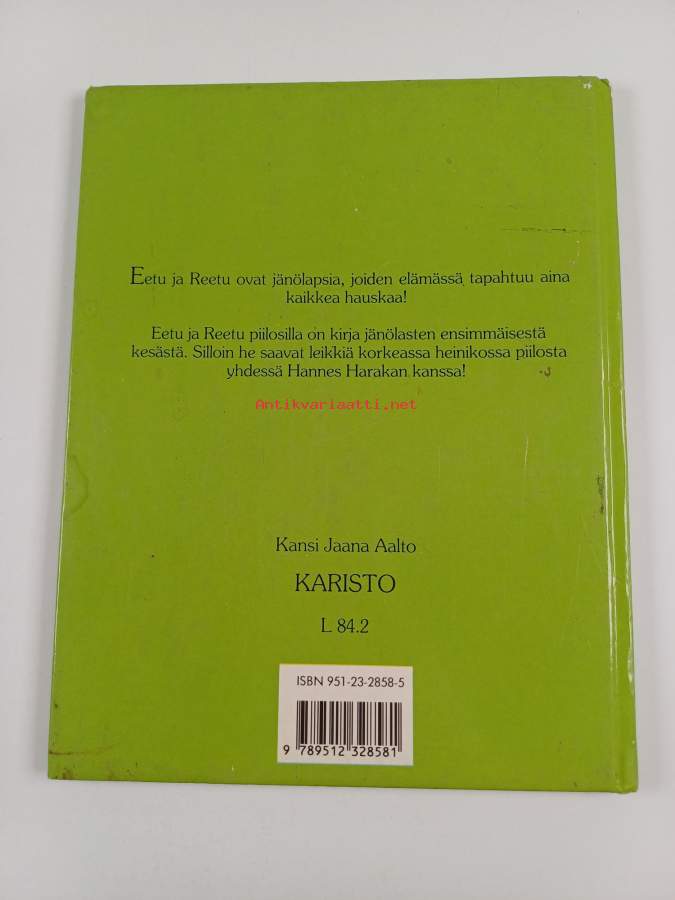 Eetu ja Reetu ovat jänölapsia, joiden elämässä tapahtuu aina
kaikkea hauskaa!
Eetu ja Reetu piilosilla on kirja jänölasten ensimmäisestä
kesästä. Silloin he saavat leikkiä korkeassa heinikossa piilosta
yhdessä Hannes Harakan kanssa!
Antikvariaatti.net
Kansi Jaana Aalto
KARISTO
L 84.2
ISBN 951-23-2858-5
9 789512 328581